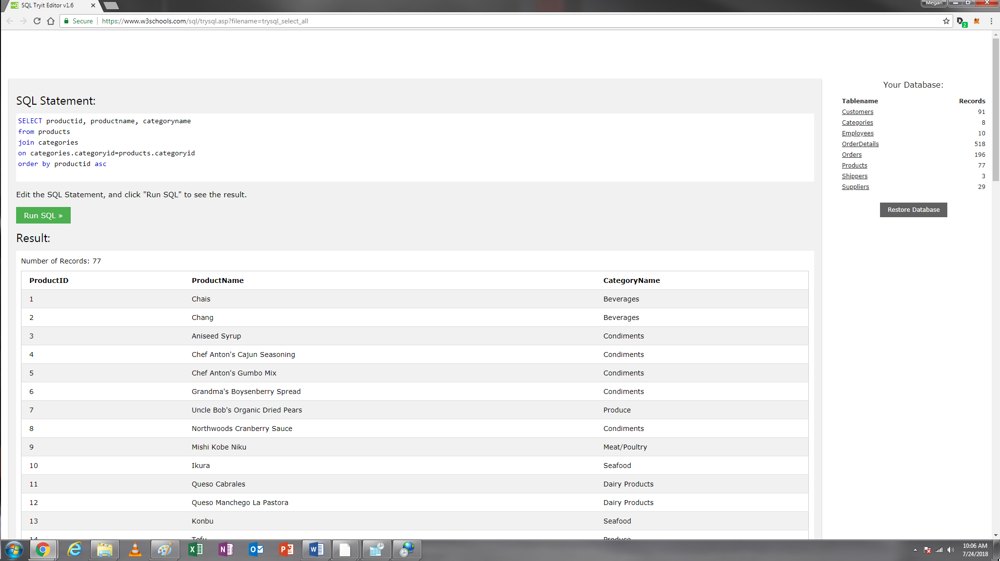 SQL Tryit Editor v1.6
Megan
Secure https://www.w3schools.com/sql/trysql.asp?filename=trysql_select_all
2
SQL Statement:
SELECT productid, productname, categoryname
from products
join categories
on categories.categoryid=products.categoryid
order by productid asc
Edit the SQL Statement, and click "Run SQL" to see the result.
Run SQL »
Result:
Number of Records: 77
ProductID ProductName CategoryName
1 Chais Beverages
2 Chang Beverages
3 Aniseed Syrup Condiments
4 Chef Anton's Cajun Seasoning Condiments
5 Chef Anton's Gumbo Mix Condiments
6 Grandma's Boysenberry Spread Condiments
7 Uncle Bob's Organic Dried Pears Produce
8 Northwoods Cranberry Sauce Condiments
9 Mishi Kobe Niku Meat/Poultry
10 Ikura Seafood
11 Queso Cabrales Dairy Products
12 Queso Manchego La Pastora Dairy Products
13 Konbu Seafood
14 Tofu Produce
Your Database:
Tablename Records
Customers 91
Categories 8
Employees 10
OrderDetails 518
Orders 196
Products 77
Shippers 3
Suppliers 29
Restore Database
10:06 AM
7/24/2018